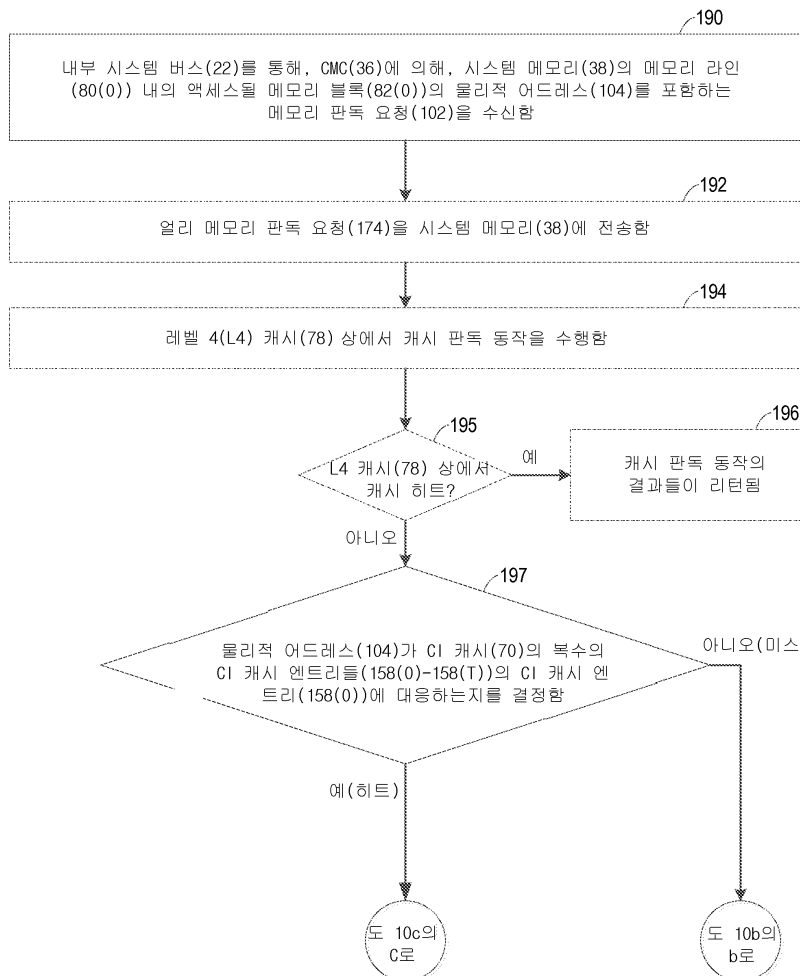 190
내부 시스템 버스(22)를 통해, CMC(36)에 의해, 시스템 메모리(38)의 메모리 라인
(80(0)) 내의 액세스될 메모리 블록(82(0))의 물리적 어드레스(104)를 포함하는
메모리 판독 요청(102)을 수신함
192
얼리 메모리 판독 요청(174)을 시스템 메모리(38)에 전송함
194
레벨 4(L4) 캐시(78) 상에서 캐시 판독 동작을 수행함
195
L4 캐시(78) 상에서
캐시 히트?
예
196
캐시 판독 동작의
결과들이 리턴됨
아니오
197
물리적 어드레스(104)가 CI 캐시(70)의 복수의
CI 캐시 엔트리들(158(0)-158(T))의 CI 캐시 엔
트리(158(0))에 대응하는지를 결정함
아니오(미스
예(히트)
도 10c의
C로
도 10b의
b로